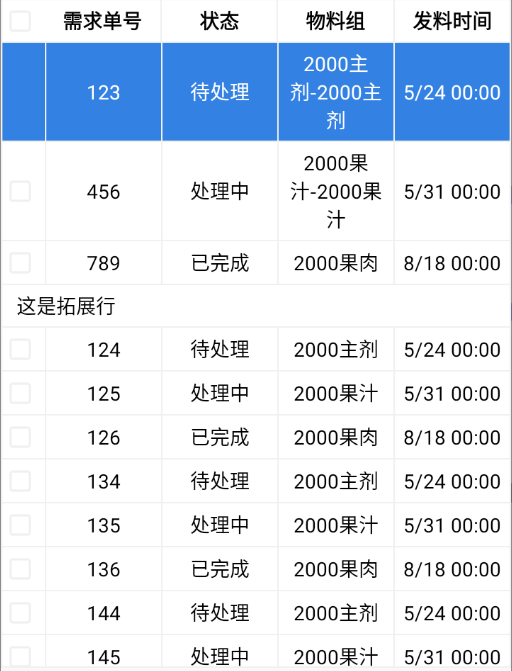 需求单号 状态 物料组 发料时间
123 待处理 2000主剂-2000主剂 5/24 00:00
456 处理中 2000果汁-2000果汁 5/31 00:00
789 已完成 2000果肉 8/18 00:00
这是拓展行
124 待处理 2000主剂 5/24 00:00
125 处理中 2000果汁 5/31 00:00
126 已完成 2000果肉 8/18 00:00
134 待处理 2000主剂 5/24 00:00
135 处理中 2000果汁 5/31 00:00
136 已完成 2000果肉 8/18 00:00
144 待处理 2000主剂 5/24 00:00
145 处理中 2000果汁 5/31 00:00